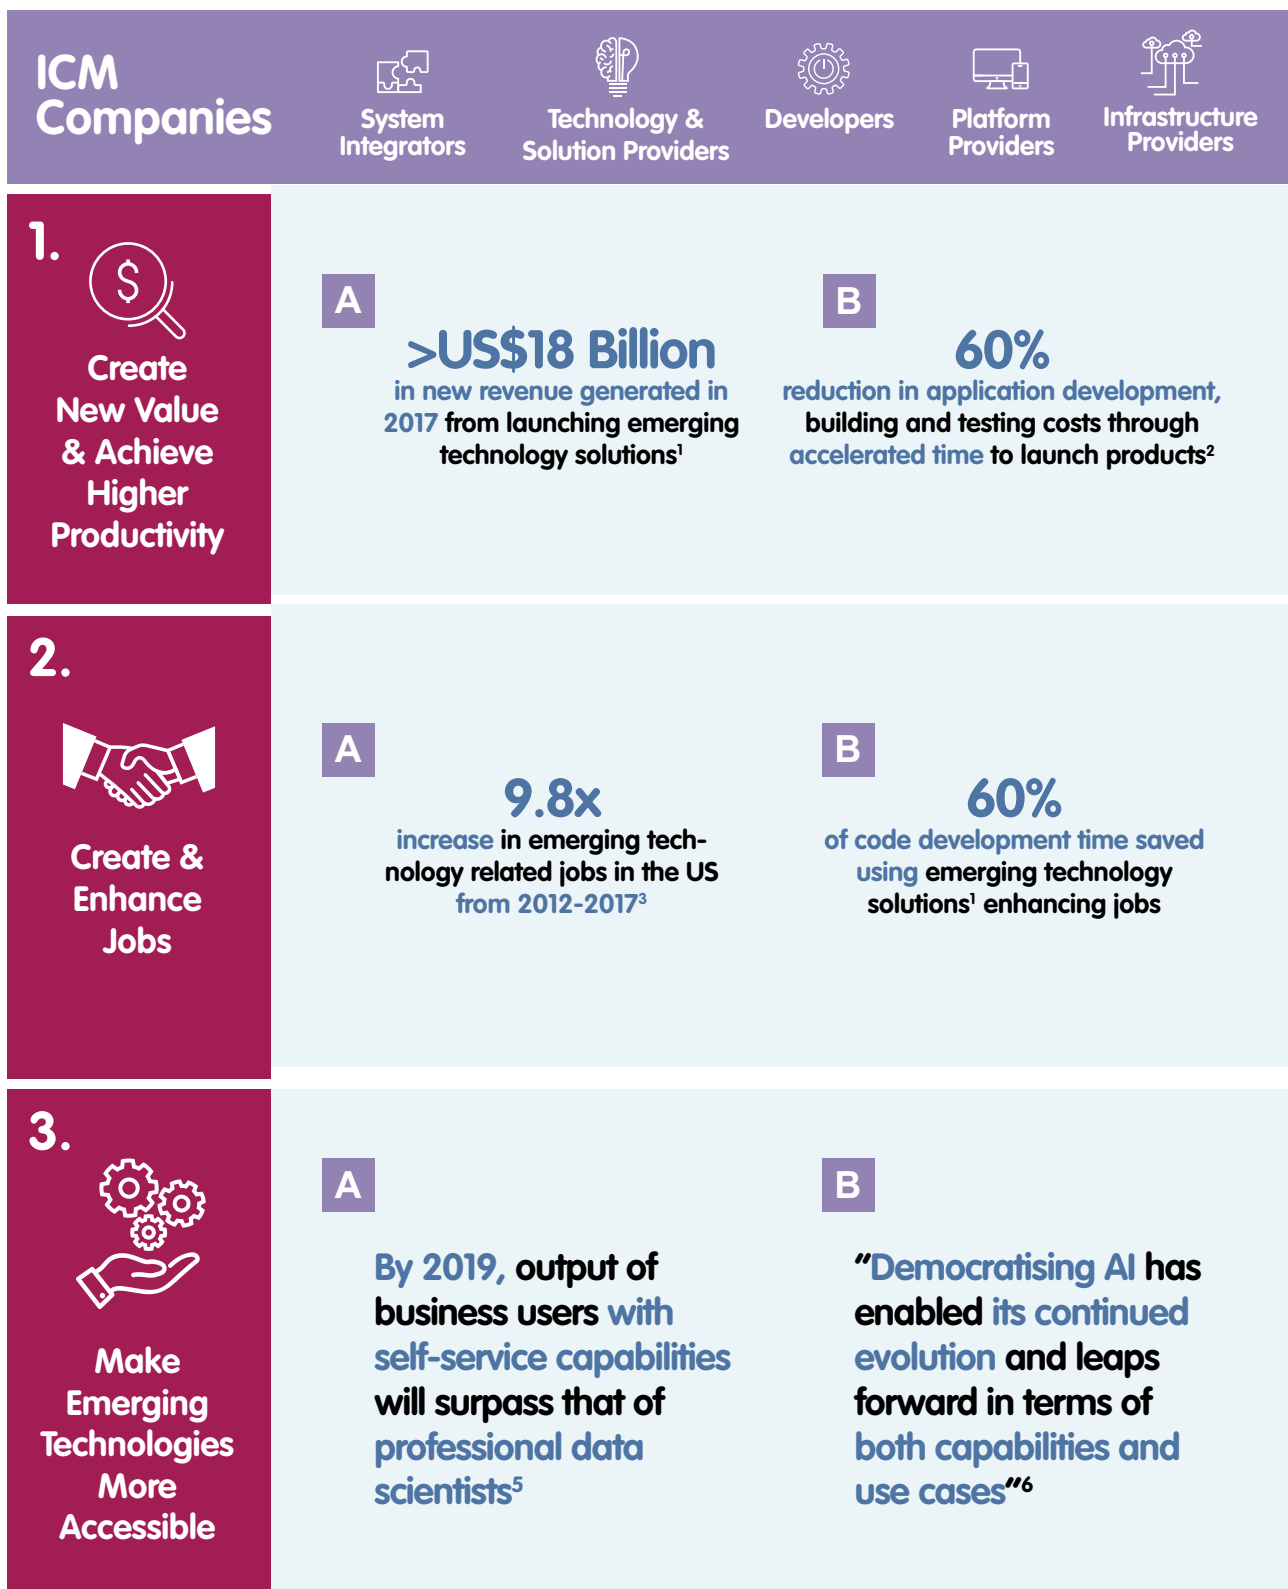 ICM
Companies
System
Integrators
Technology &
Solution Providers
Developers
Platform
Providers
Infrastructure
Providers
1.
$
Create
New Value
& Achieve
Higher
Productivity
A
>US$18 Billion
in new revenue generated in
2017 from launching emerging
technology solutions¹
B
60%
reduction in application development,
building and testing costs through
accelerated time to launch products²
2.
Create &
Enhance
Jobs
A
9.8x
increase in emerging tech-
nology related jobs in the US
from 2012-2017³
B
60%
of code development time saved
using emerging technology
solutions¹ enhancing jobs
3.
Make
Emerging
Technologies
More
Accessible
A
By 2019, output of
business users with
self-service capabilities
will surpass that of
professional data
scientists⁵
B
"Democratising AI has
enabled its continued
evolution and leaps
forward in terms of
both capabilities and
use cases"⁶